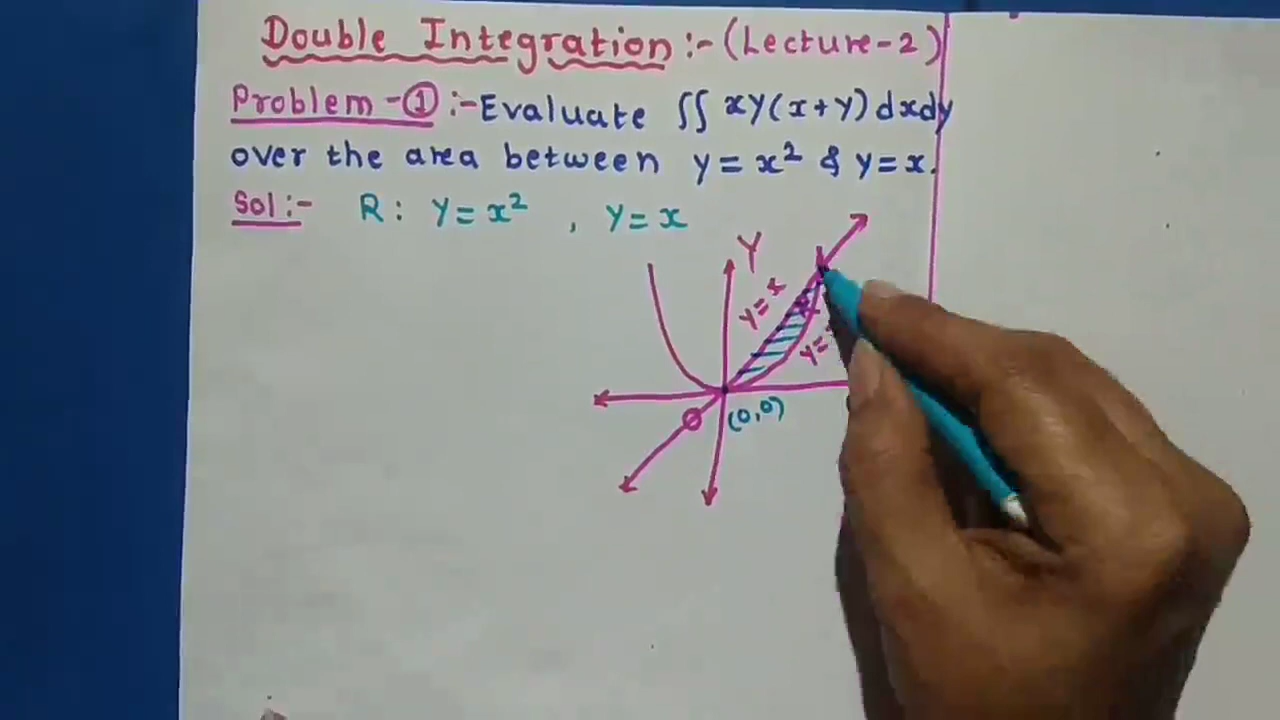 Double Integration :- (Lecture-2)
Problem-① :- Evaluate ∬ xy(x+y) dxdy
over the area between y = x² & y = x.
Sol :- R : y = x² , y = x
Y
y = x
y =
(0,0)